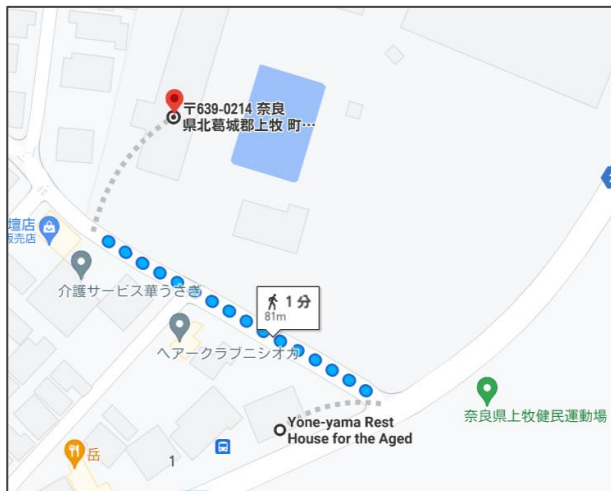 〒639-0214 奈良
県北葛城郡上牧 町…
壇店
販売店
介護サービス華うさぎ
1 分
81m
ヘアークラブニシオカ
奈良県上牧健民運動場
Yone-yama Rest
House for the Aged
岳
1